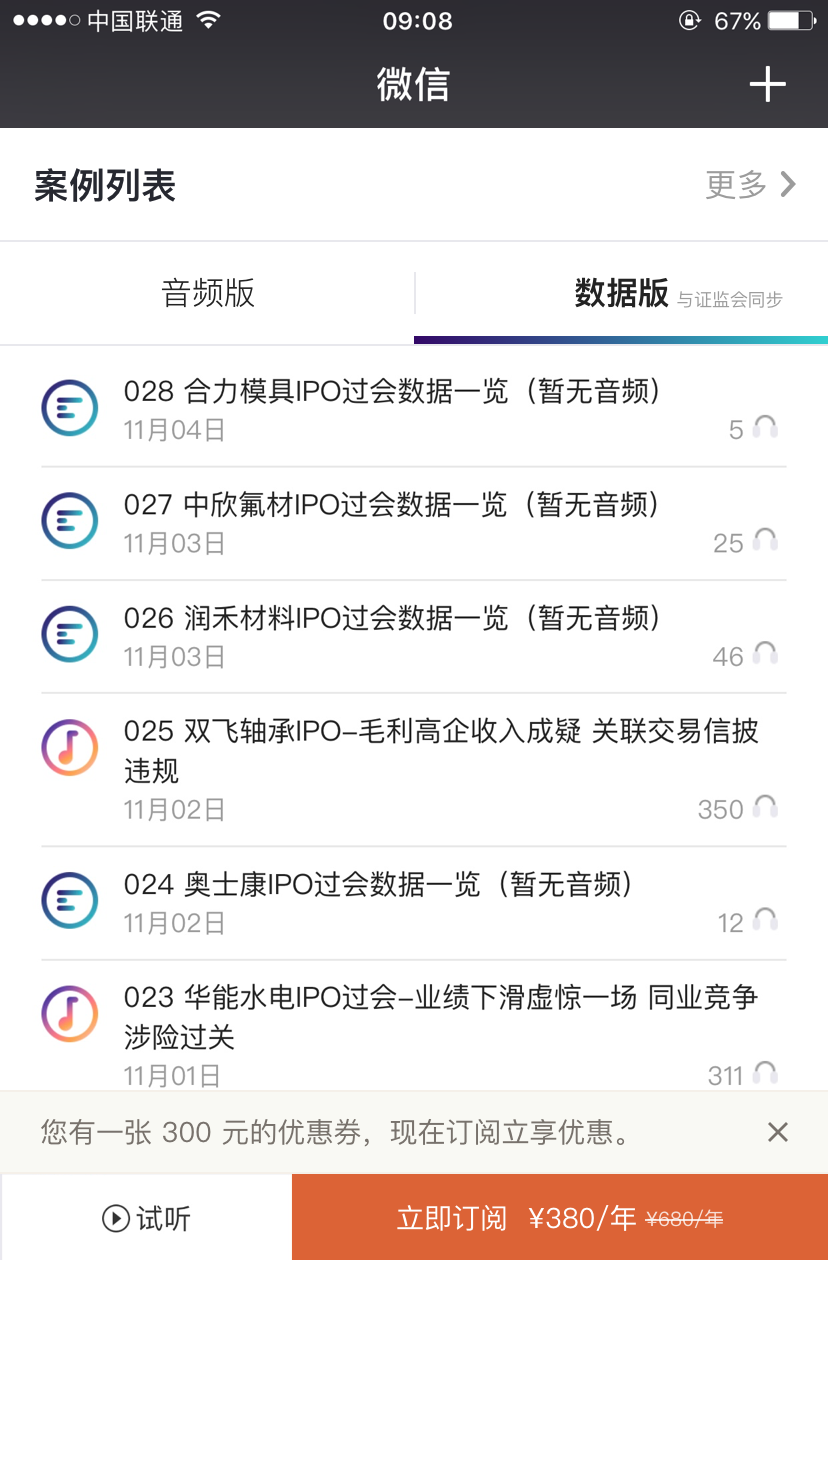 中国联通
09:08
67%
微信
案例列表
更多
音频版
数据版 与证监会同步
028 合力模具IPO过会数据一览（暂无音频）
11月04日
5
027 中欣氟材IPO过会数据一览（暂无音频）
11月03日
25
026 润禾材料IPO过会数据一览（暂无音频）
11月03日
46
025 双飞轴承IPO-毛利高企收入成疑 关联交易信披
违规
11月02日
350
024 奥士康IPO过会数据一览（暂无音频）
11月02日
12
023 华能水电IPO过会-业绩下滑虚惊一场 同业竞争
涉险过关
11月01日
311
您有一张 300 元的优惠券，现在订阅立享优惠。
试听
立即订阅 ¥380/年 ¥680/年